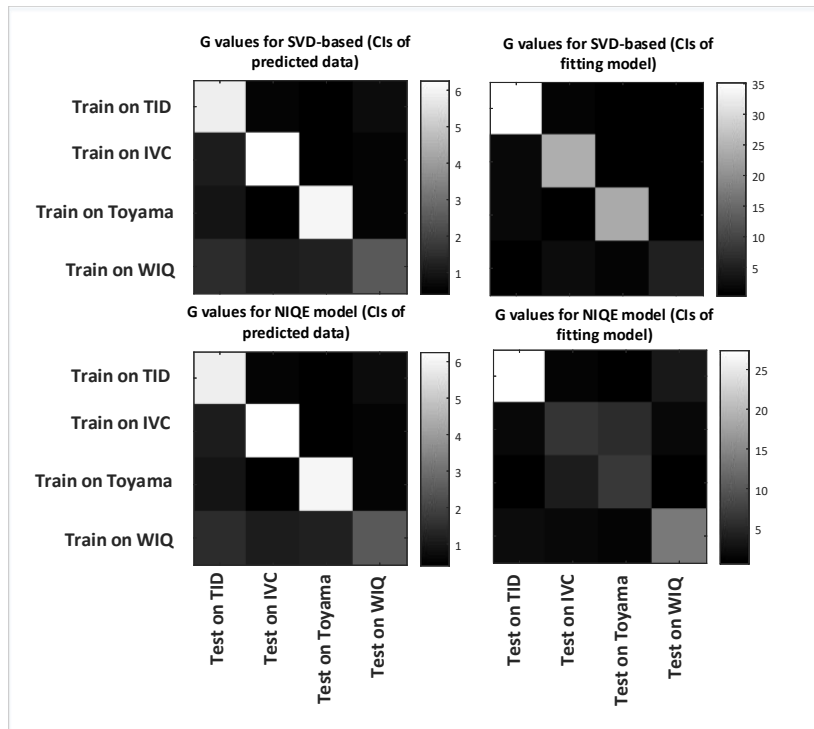 G values for SVD-based (CIs of
predicted data)
G values for SVD-based (CIs of
fitting model)
Train on TID
Train on IVC
Train on Toyama
Train on WIQ
6
5
4
3
2
1
35
30
25
20
15
10
5
G values for NIQE model (CIs of
predicted data)
G values for NIQE model (CIs of
fitting model)
Train on TID
Train on IVC
Train on Toyama
Train on WIQ
6
5
4
3
2
1
25
20
15
10
5
Test on TID
Test on IVC
Test on Toyama
Test on WIQ
Test on TID
Test on IVC
Test on Toyama
Test on WIQ